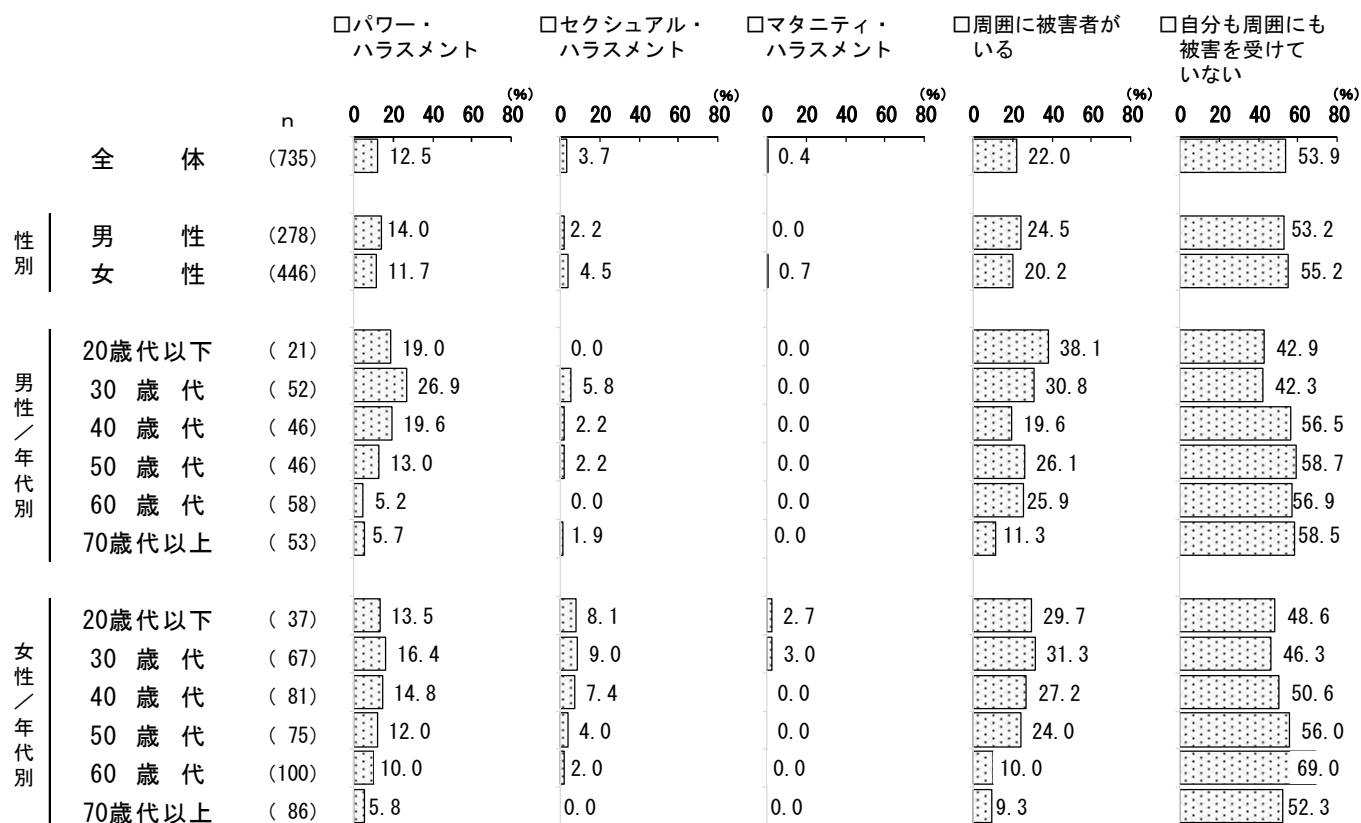 □パワー・ □セクシュアル・ □マタニティ・ □周囲に被害者が □自分も周囲にも
ハラスメント ハラスメント ハラスメント いる 被害を受けて
いない
(%) (%) (%) (%) (%)
n 0 20 40 60 80 0 20 40 60 80 0 20 40 60 80 0 20 40 60 80 0 20 40 60 80
全体 (735) 12.5 3.7 0.4 22.0 53.9
性別
男性 (278) 14.0 2.2 0.0 24.5 53.2
女性 (446) 11.7 4.5 0.7 20.2 55.2
男性/年代別
20歳代以下 (21) 19.0 0.0 0.0 38.1 42.9
30歳代 (52) 26.9 5.8 0.0 30.8 42.3
40歳代 (46) 19.6 2.2 0.0 19.6 56.5
50歳代 (46) 13.0 2.2 0.0 26.1 58.7
60歳代 (58) 5.2 0.0 0.0 25.9 56.9
70歳代以上 (53) 5.7 1.9 0.0 11.3 58.5
女性/年代別
20歳代以下 (37) 13.5 8.1 2.7 29.7 48.6
30歳代 (67) 16.4 9.0 3.0 31.3 46.3
40歳代 (81) 14.8 7.4 0.0 27.2 50.6
50歳代 (75) 12.0 4.0 0.0 24.0 56.0
60歳代 (100) 10.0 2.0 0.0 10.0 69.0
70歳代以上 (86) 5.8 0.0 0.0 9.3 52.3